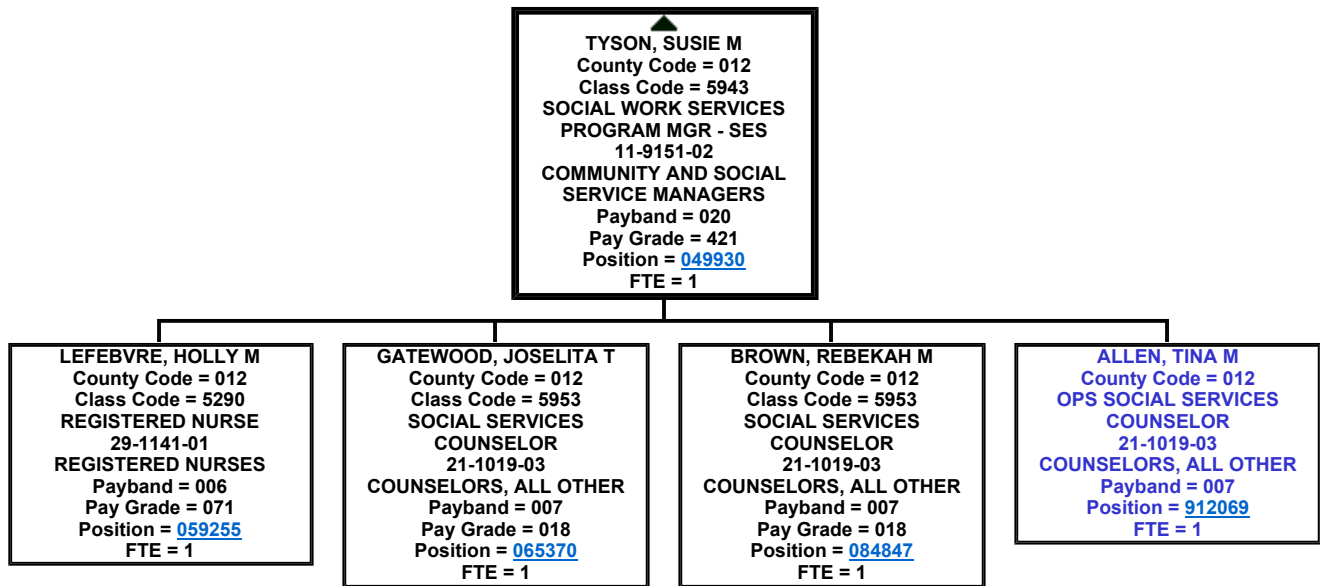 TYSON, SUSIE M
County Code = 012
Class Code = 5943
SOCIAL WORK SERVICES
PROGRAM MGR - SES
11-9151-02
COMMUNITY AND SOCIAL
SERVICE MANAGERS
Payband = 020
Pay Grade = 421
Position = 049930
FTE = 1
LEFEBVRE, HOLLY M
County Code = 012
Class Code = 5290
REGISTERED NURSE
29-1141-01
REGISTERED NURSES
Payband = 006
Pay Grade = 071
Position = 059255
FTE = 1
GATEWOOD, JOSELITA T
County Code = 012
Class Code = 5953
SOCIAL SERVICES
COUNSELOR
21-1019-03
COUNSELORS, ALL OTHER
Payband = 007
Pay Grade = 018
Position = 065370
FTE = 1
BROWN, REBEKAH M
County Code = 012
Class Code = 5953
SOCIAL SERVICES
COUNSELOR
21-1019-03
COUNSELORS, ALL OTHER
Payband = 007
Pay Grade = 018
Position = 084847
FTE = 1
ALLEN, TINA M
County Code = 012
OPS SOCIAL SERVICES
COUNSELOR
21-1019-03
COUNSELORS, ALL OTHER
Payband = 007
Position = 912069
FTE = 1